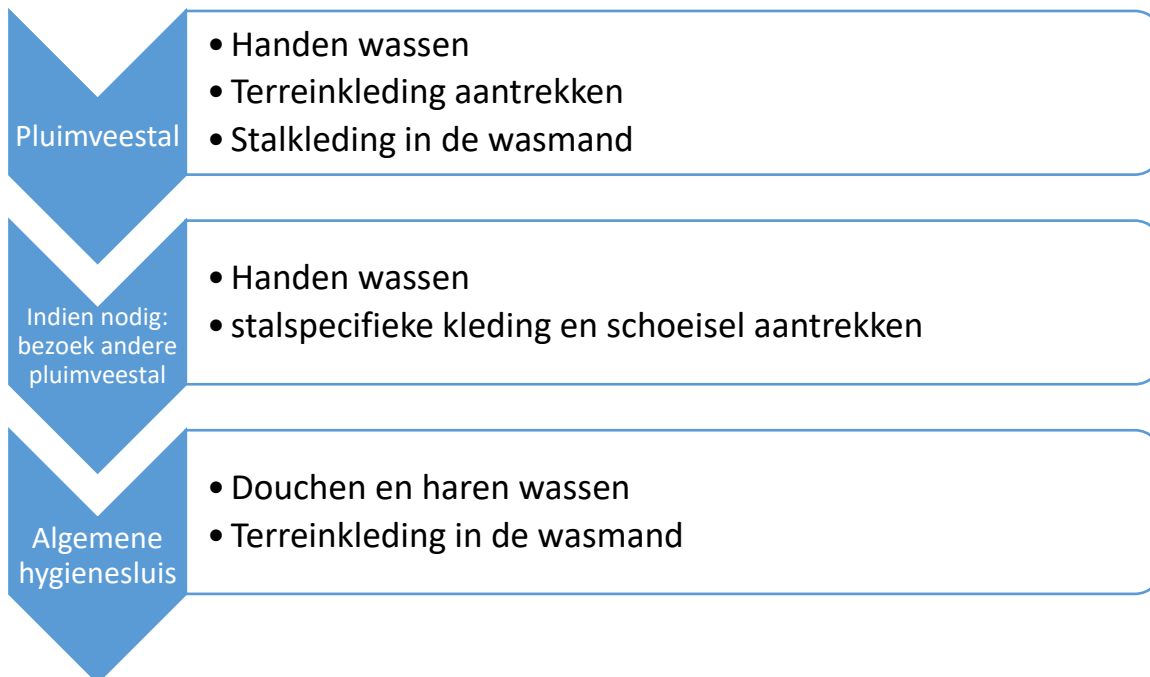 Pluimveestal
• Handen wassen
• Terreinkleding aantrekken
• Stalkleding in de wasmand
Indien nodig:
bezoek andere
pluimveestal
• Handen wassen
• stalspecifieke kleding en schoeisel aantrekken
Algemene
hygienesluis
• Douchen en haren wassen
• Terreinkleding in de wasmand